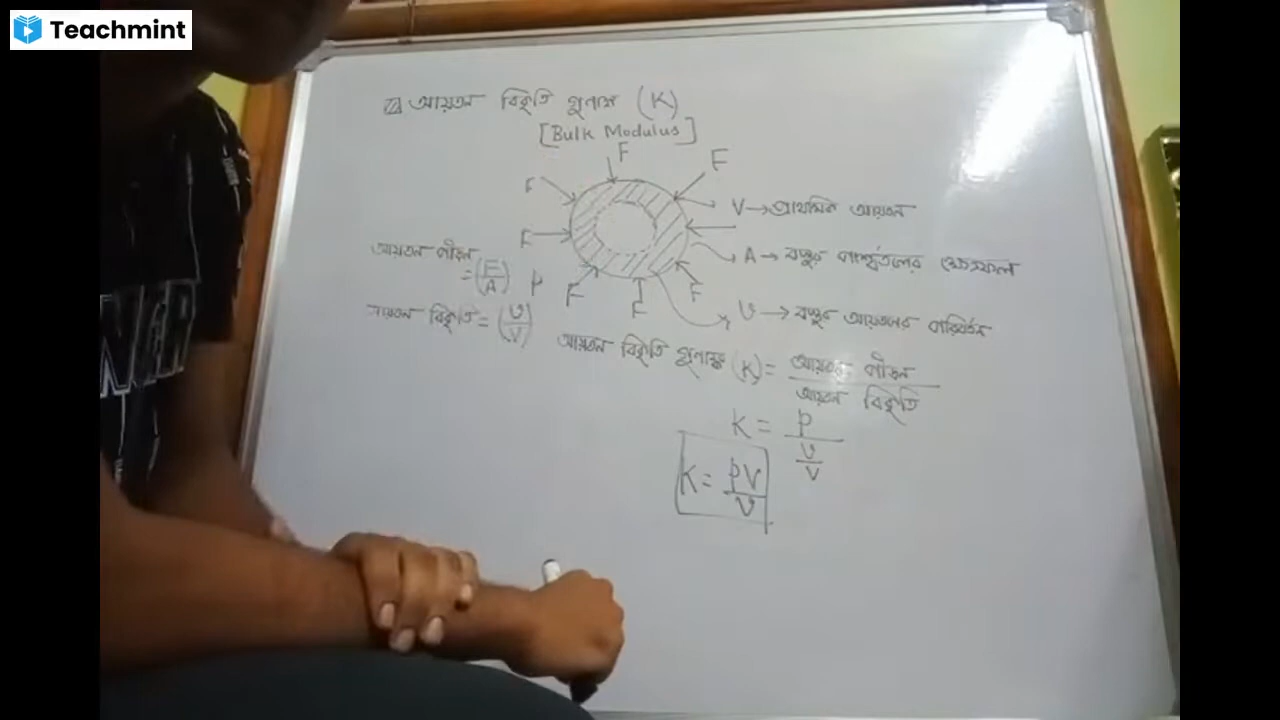 Teachmint
আয়তন বিকৃতি গুণাঙ্ক (K)
[Bulk Modulus]
F
F
F
V → প্রাথমিক আয়তন
F
আয়তন পীড়ন
= (F/A) p
A → বস্তুর পার্শ্বতলের ক্ষেত্রফল
F
F
F
আয়তন বিকৃতি = (v/V)
v → বস্তুর আয়তনের পরিবর্তন
আয়তন বিকৃতি গুণাঙ্ক (K) = আয়তন পীড়ন
আয়তন বিকৃতি
K = p
v/V
K = pV/v